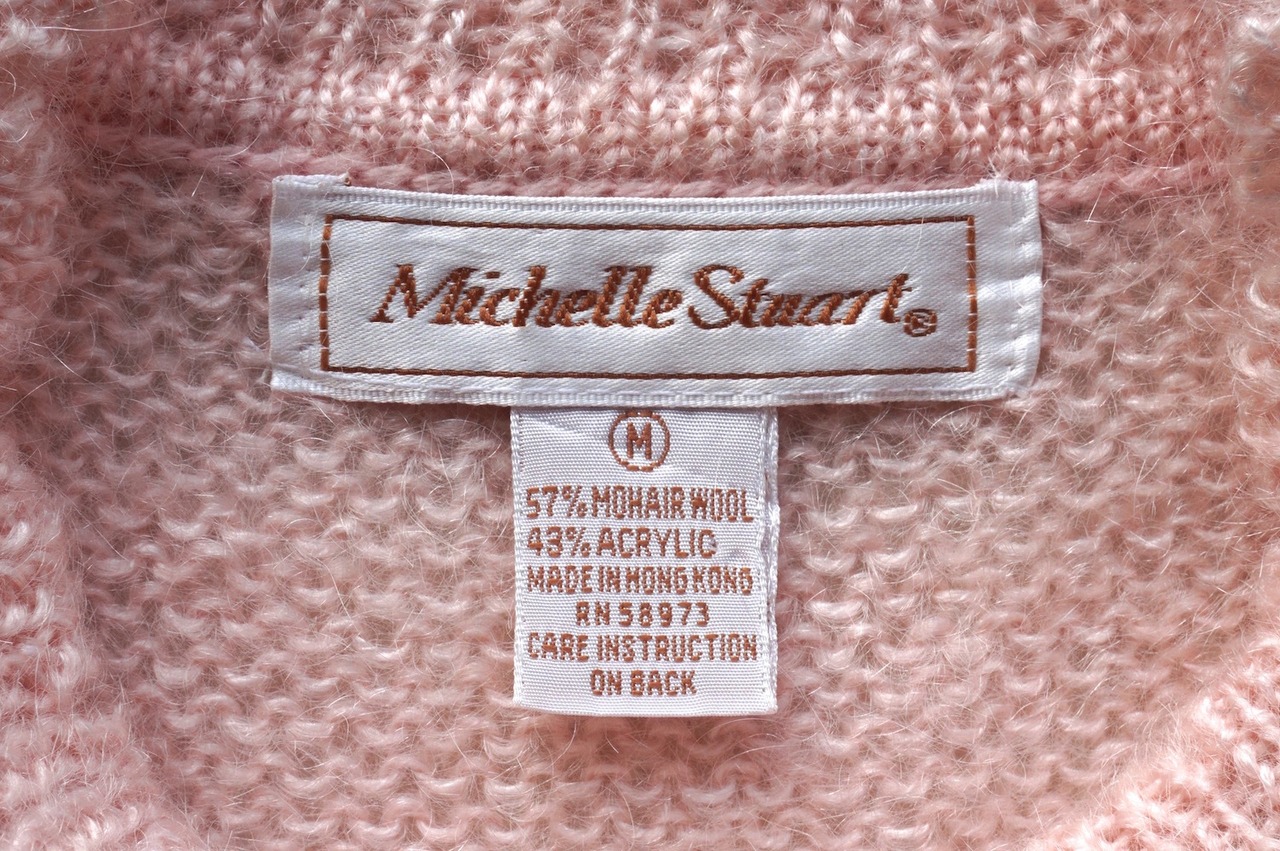 Michelle Stuart®
M
57% MOHAIR WOOL
43% ACRYLIC
MADE IN HONG KONG
RN 58973
CARE INSTRUCTION
ON BACK